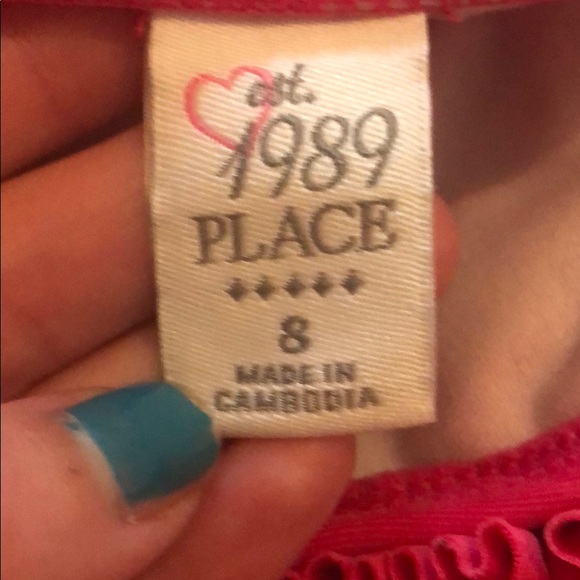 est.
1989
PLACE
8
MADE IN
CAMBODIA